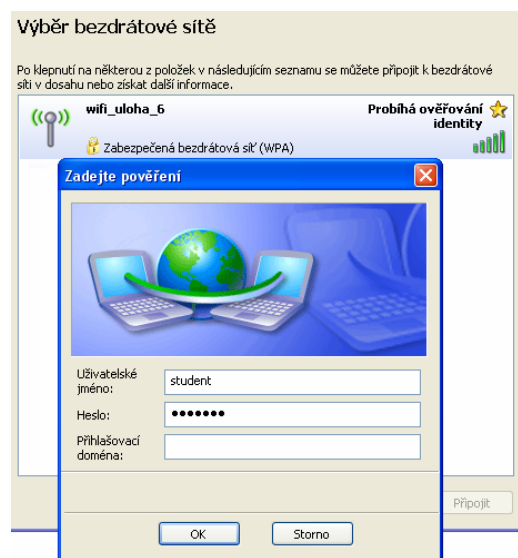 Výběr bezdrátové sítě
Po klepnutí na některou z položek v následujícím seznamu se můžete připojit k bezdrátové
síti v dosahu nebo získat další informace.
wifi_uloha_6
Probíhá ověřování
identity
Zabezpečená bezdrátová síť (WPA)
Zadejte pověření
Uživatelské
jméno:
student
Heslo:
●●●●●●●
Přihlašovací
doména:
Připojit
OK
Storno